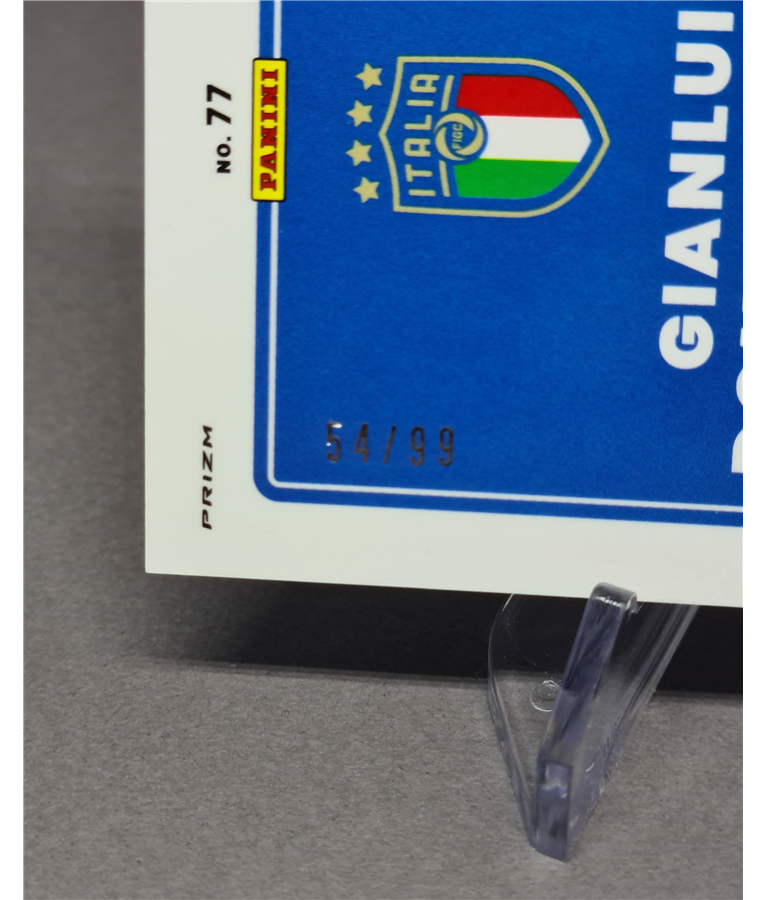 No. 77
PANINI
ITALIA
FIGC
GIANLUI
54/99
PRIZM